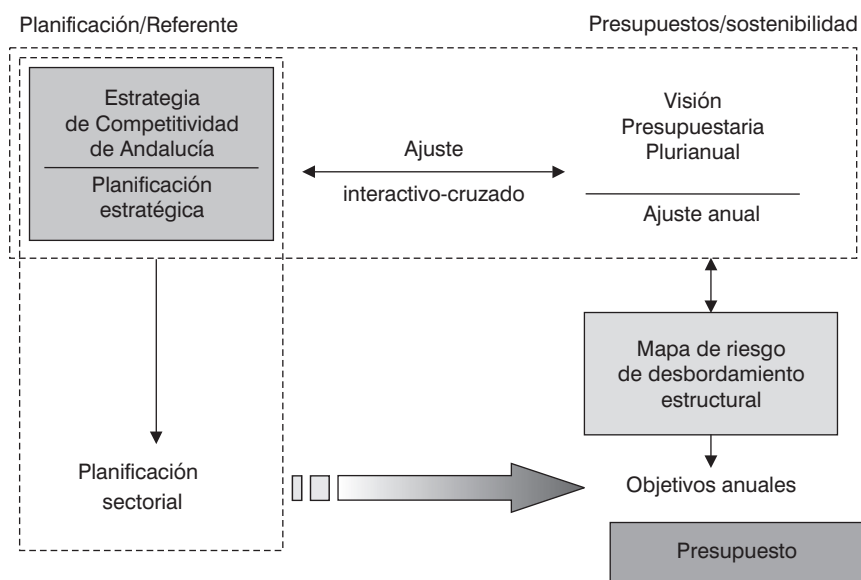 Planificación/Referente
Presupuestos/sostenibilidad
Estrategia
de Competitividad
de Andalucía
Planificación
estratégica
Ajuste
interactivo-cruzado
Visión
Presupuestaria
Plurianual
Ajuste anual
Mapa de riesgo
de desbordamiento
estructural
Planificación
sectorial
Objetivos anuales
Presupuesto